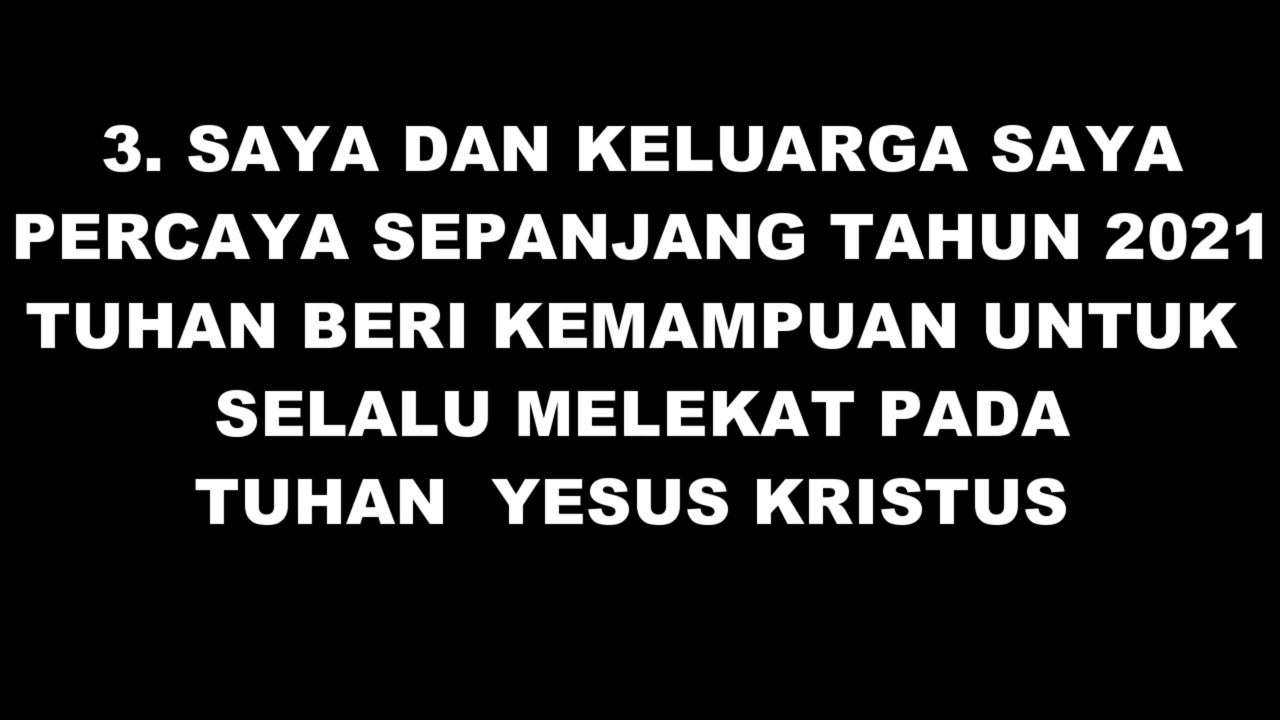 3. SAYA DAN KELUARGA SAYA
PERCAYA SEPANJANG TAHUN 2021
TUHAN BERI KEMAMPUAN UNTUK
SELALU MELEKAT PADA
TUHAN  YESUS KRISTUS